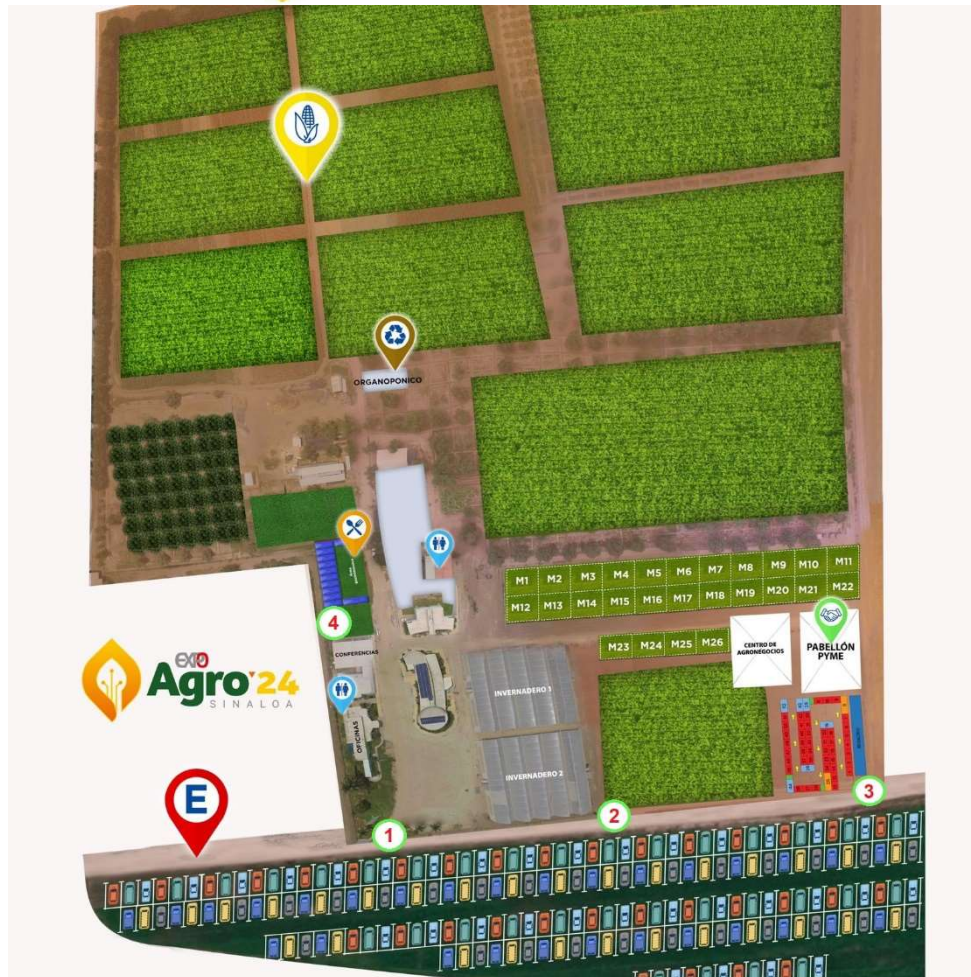 ORGANOPONICO
M1 M2 M3 M4 M5 M6 M7 M8 M9 M10 M11
M12 M13 M14 M15 M16 M17 M18 M19 M20 M21 M22
4
M23 M24 M25 M26
CENTRO DE
AGRONEGOCIOS
PABELLÓN
PYME
CONFERENCIAS
EXPO
Agro'24
SINALOA
INVERNADERO 1
OFICINAS
INVERNADERO 2
E
1
2
3